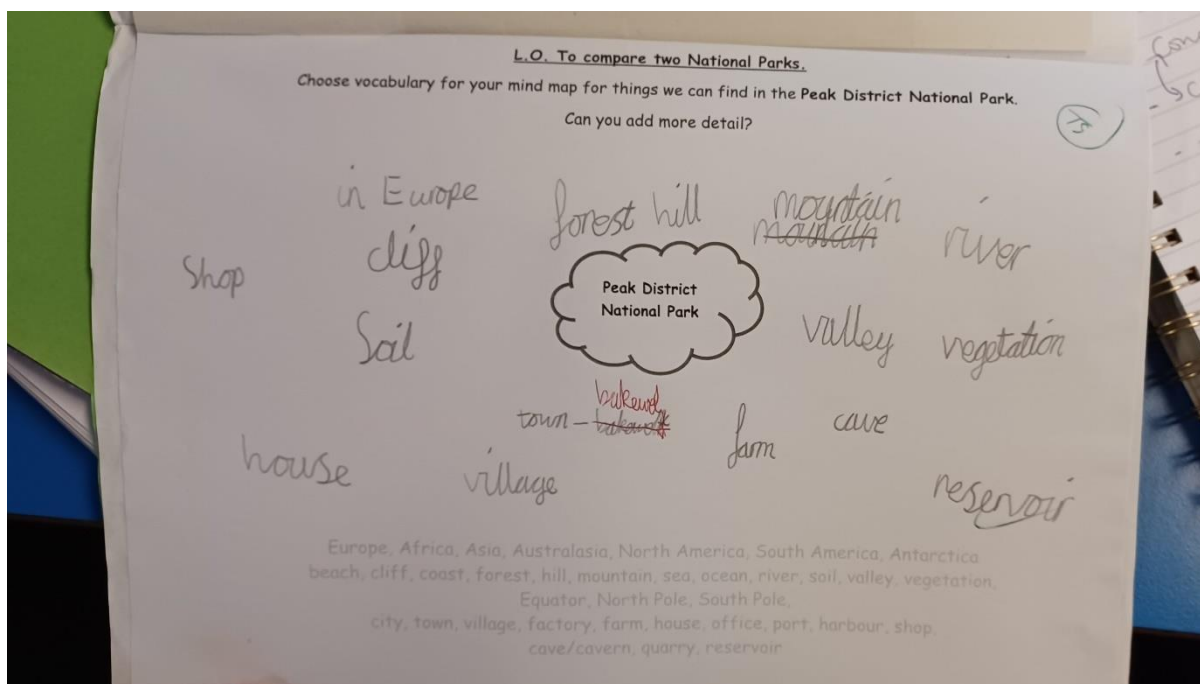 L.O. To compare two National Parks.
Choose vocabulary for your mind map for things we can find in the Peak District National Park.
Can you add more detail?
TS
in Europe
forest hill
mountain
mountain
river
cliff
Shop
Peak District
National Park
Soil
valley
vegetation
bakewell
town –
farm
cave
house
village
reservoir
Europe, Africa, Asia, Australasia, North America, South America, Antarctica
beach, cliff, coast, forest, hill, mountain, sea, ocean, river, soil, valley, vegetation,
Equator, North Pole, South Pole,
city, town, village, factory, farm, house, office, port, harbour, shop,
cave/cavern, quarry, reservoir